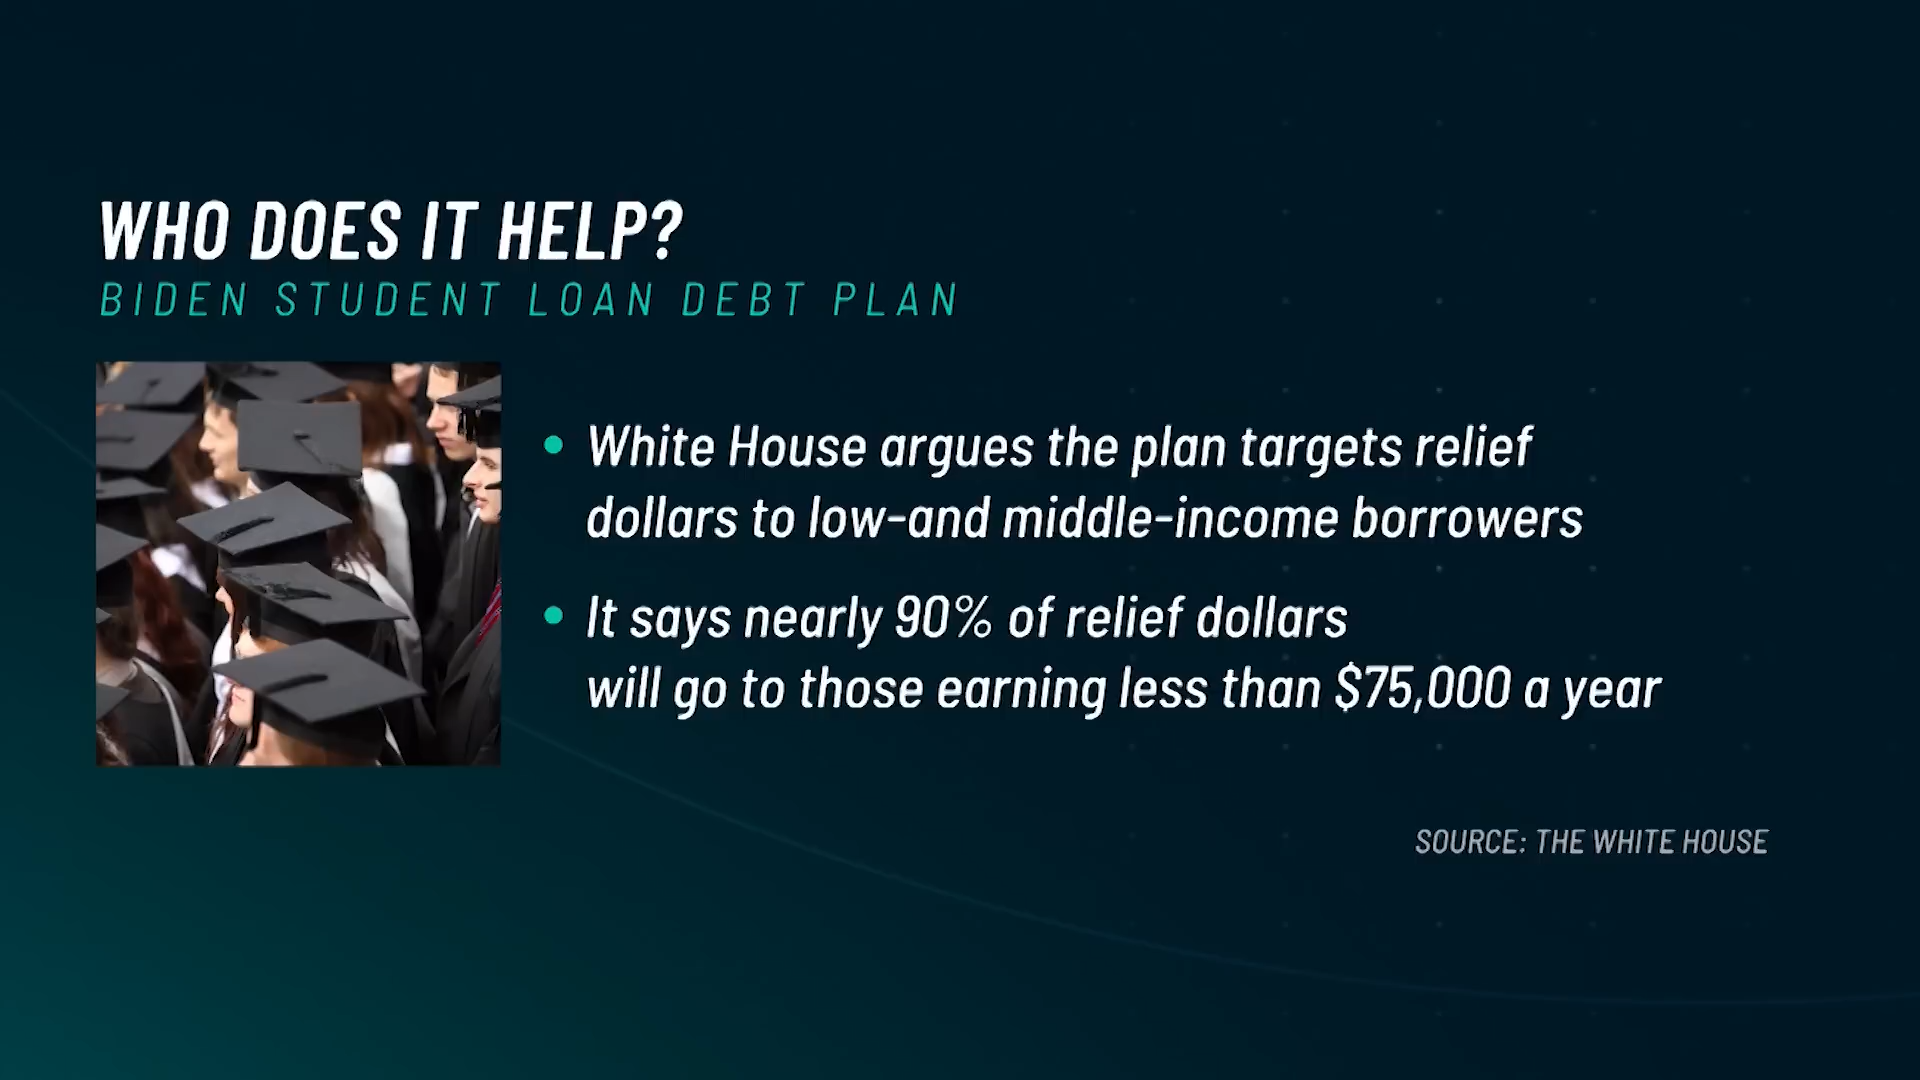 WHO DOES IT HELP?
BIDEN STUDENT LOAN DEBT PLAN
• White House argues the plan targets relief
dollars to low-and middle-income borrowers
• It says nearly 90% of relief dollars
will go to those earning less than $75,000 a year
SOURCE: THE WHITE HOUSE